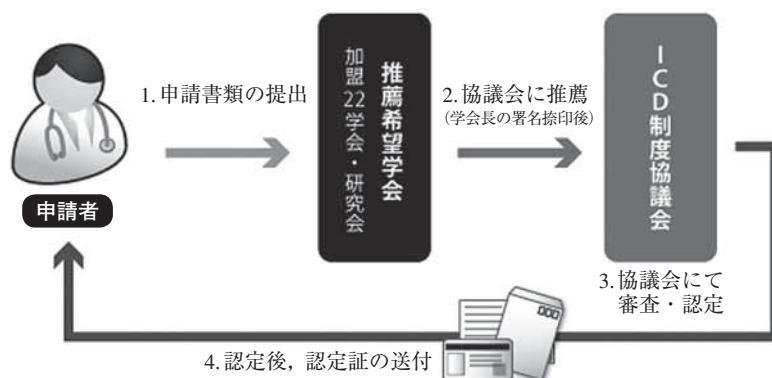 1.申請書類の提出
推薦希望学会
加盟22学会・研究会
2.協議会に推薦
(学会長の署名捺印後)
ICD制度協議会
申請者
3.協議会にて
審査・認定
4.認定後，認定証の送付